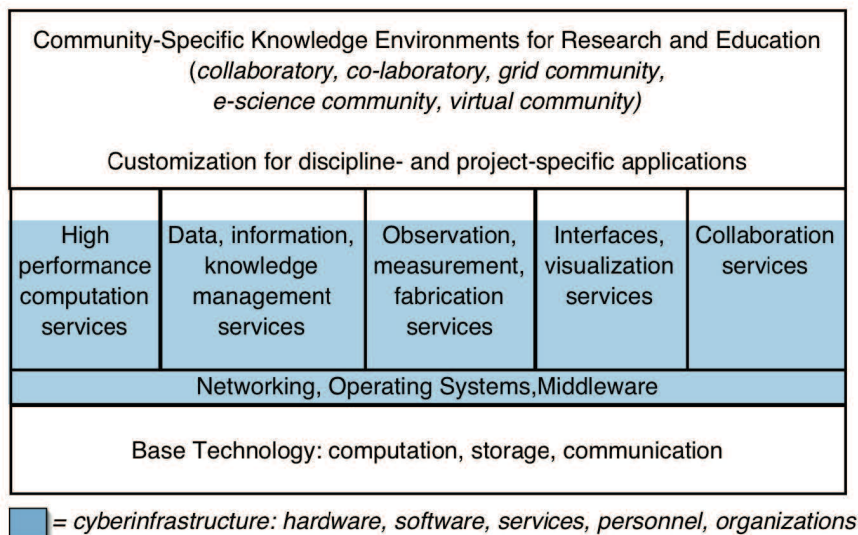 Community-Specific Knowledge Environments for Research and Education
(collaboratory, co-laboratory, grid community,
e-science community, virtual community)
Customization for discipline- and project-specific applications
High
performance
computation
services
Data, information,
knowledge
management
services
Observation,
measurement,
fabrication
services
Interfaces,
visualization
services
Collaboration
services
Networking, Operating Systems,Middleware
Base Technology: computation, storage, communication
= cyberinfrastructure: hardware, software, services, personnel, organizations